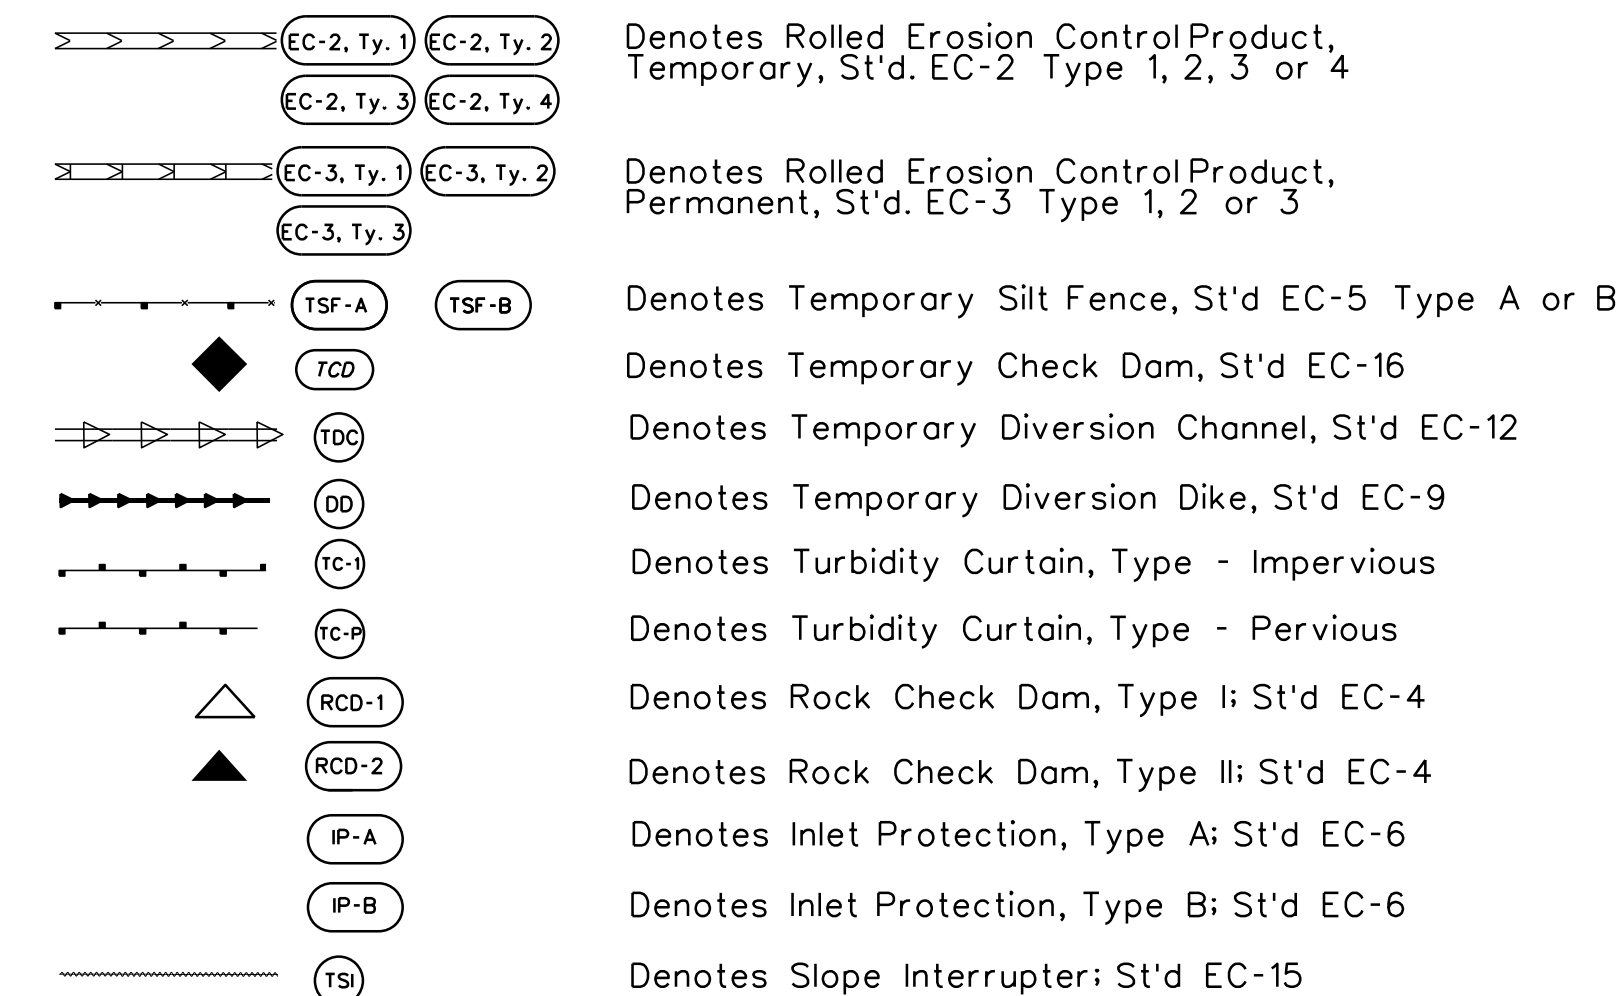 EC-2, Ty. 1 EC-2, Ty. 2 Denotes Rolled Erosion Control Product,
Temporary, St'd. EC-2 Type 1, 2, 3 or 4
EC-2, Ty. 3 EC-2, Ty. 4
EC-3, Ty. 1 EC-3, Ty. 2 Denotes Rolled Erosion Control Product,
Permanent, St'd. EC-3 Type 1, 2 or 3
EC-3, Ty. 3
TSF-A TSF-B Denotes Temporary Silt Fence, St'd EC-5 Type A or B
TCD Denotes Temporary Check Dam, St'd EC-16
TDC Denotes Temporary Diversion Channel, St'd EC-12
DD Denotes Temporary Diversion Dike, St'd EC-9
TC-1 Denotes Turbidity Curtain, Type - Impervious
TC-P Denotes Turbidity Curtain, Type - Pervious
RCD-1 Denotes Rock Check Dam, Type I; St'd EC-4
RCD-2 Denotes Rock Check Dam, Type II; St'd EC-4
IP-A Denotes Inlet Protection, Type A; St'd EC-6
IP-B Denotes Inlet Protection, Type B; St'd EC-6
TSI Denotes Slope Interrupter; St'd EC-15